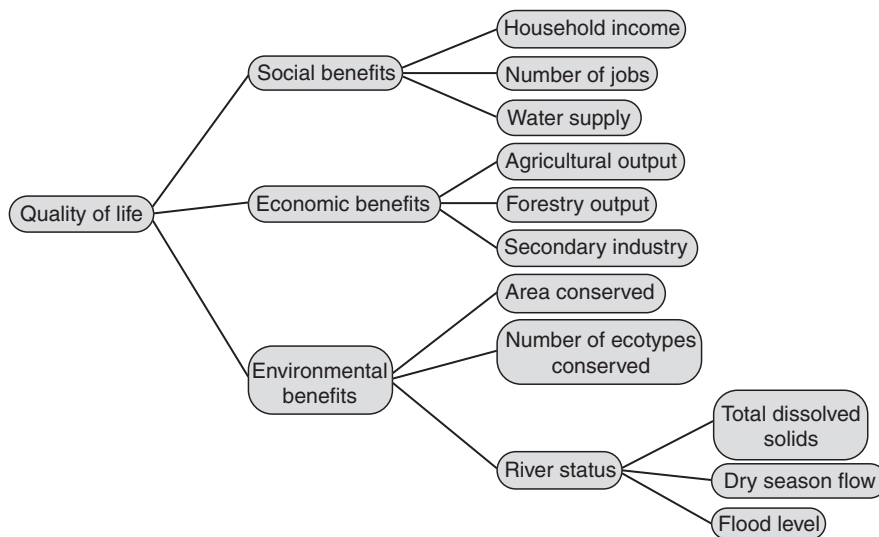 Household income
Social benefits
Number of jobs
Water supply
Agricultural output
Quality of life
Economic benefits
Forestry output
Secondary industry
Area conserved
Environmental
benefits
Number of ecotypes
conserved
River status
Total dissolved
solids
Dry season flow
Flood level